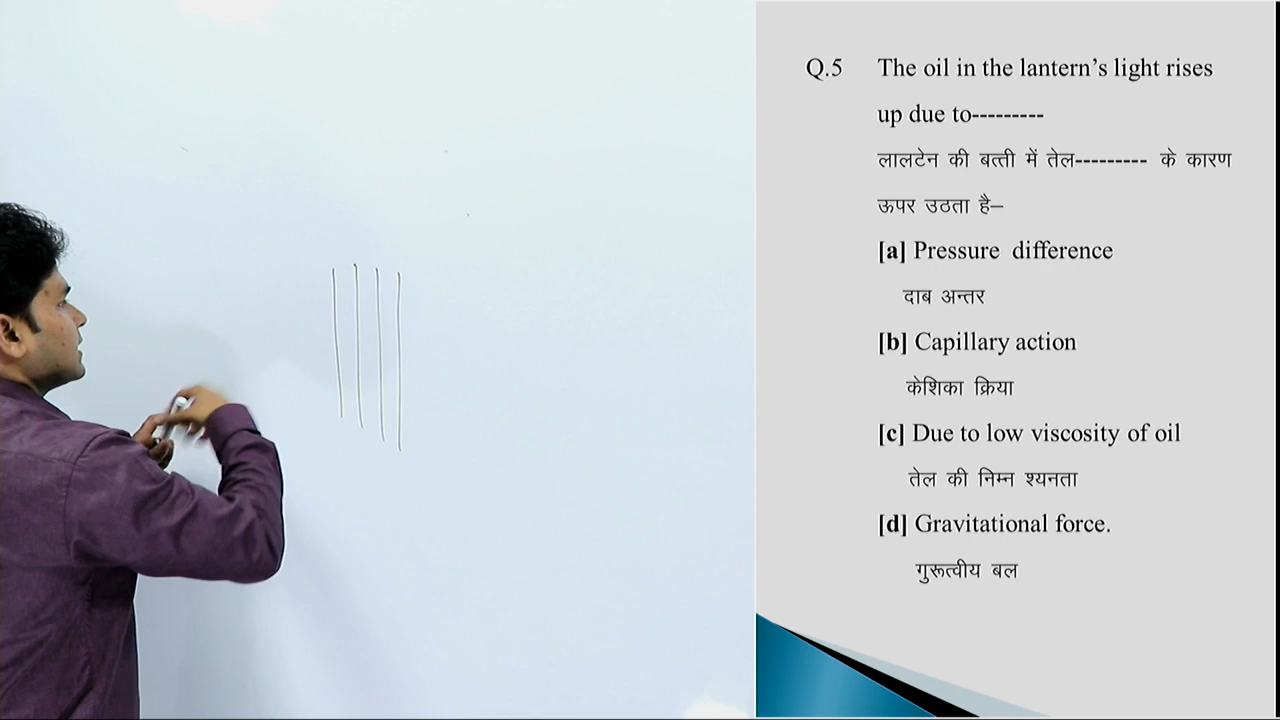 Q.5 The oil in the lantern's light rises
up due to---------
लालटेन की बत्ती में तेल--------- के कारण
ऊपर उठता है–
[a] Pressure difference
दाब अन्तर
[b] Capillary action
केशिका क्रिया
[c] Due to low viscosity of oil
तेल की निम्न श्यनता
[d] Gravitational force.
गुरूत्वीय बल